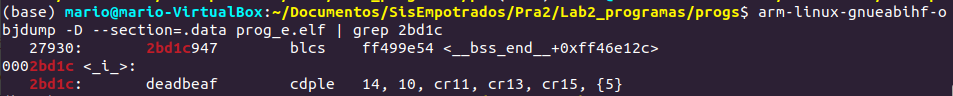 (base) mario@mario-VirtualBox:~/Documentos/SisEmpotrados/Pra2/Lab2_programas/progs$ arm-linux-gnueabihf-o
bjdump -D --section=.data prog_e.elf | grep 2bd1c
   27930:	2bd1c947 	blcs	ff499e54 <__bss_end__+0xff46e12c>
0002bd1c <_i_>:
   2bd1c:	deadbeaf 	cdple	14, 10, cr11, cr13, cr15, {5}